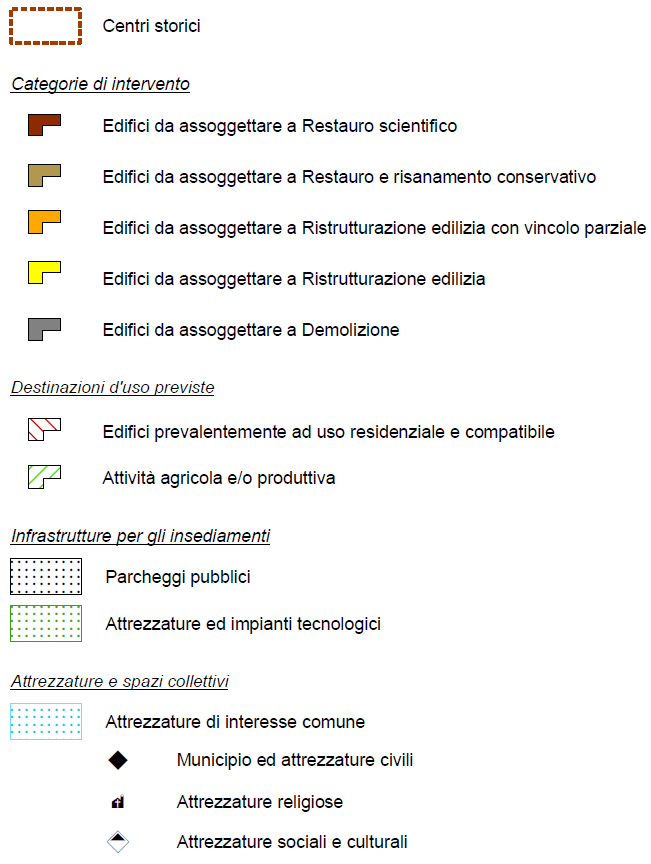 Centri storici
Categorie di intervento
Edifici da assoggettare a Restauro scientifico
Edifici da assoggettare a Restauro e risanamento conservativo
Edifici da assoggettare a Ristrutturazione edilizia con vincolo parziale
Edifici da assoggettare a Ristrutturazione edilizia
Edifici da assoggettare a Demolizione
Destinazioni d'uso previste
Edifici prevalentemente ad uso residenziale e compatibile
Attività agricola e/o produttiva
Infrastrutture per gli insediamenti
Parcheggi pubblici
Attrezzature ed impianti tecnologici
Attrezzature e spazi collettivi
Attrezzature di interesse comune
Municipio ed attrezzature civili
Attrezzature religiose
Attrezzature sociali e culturali